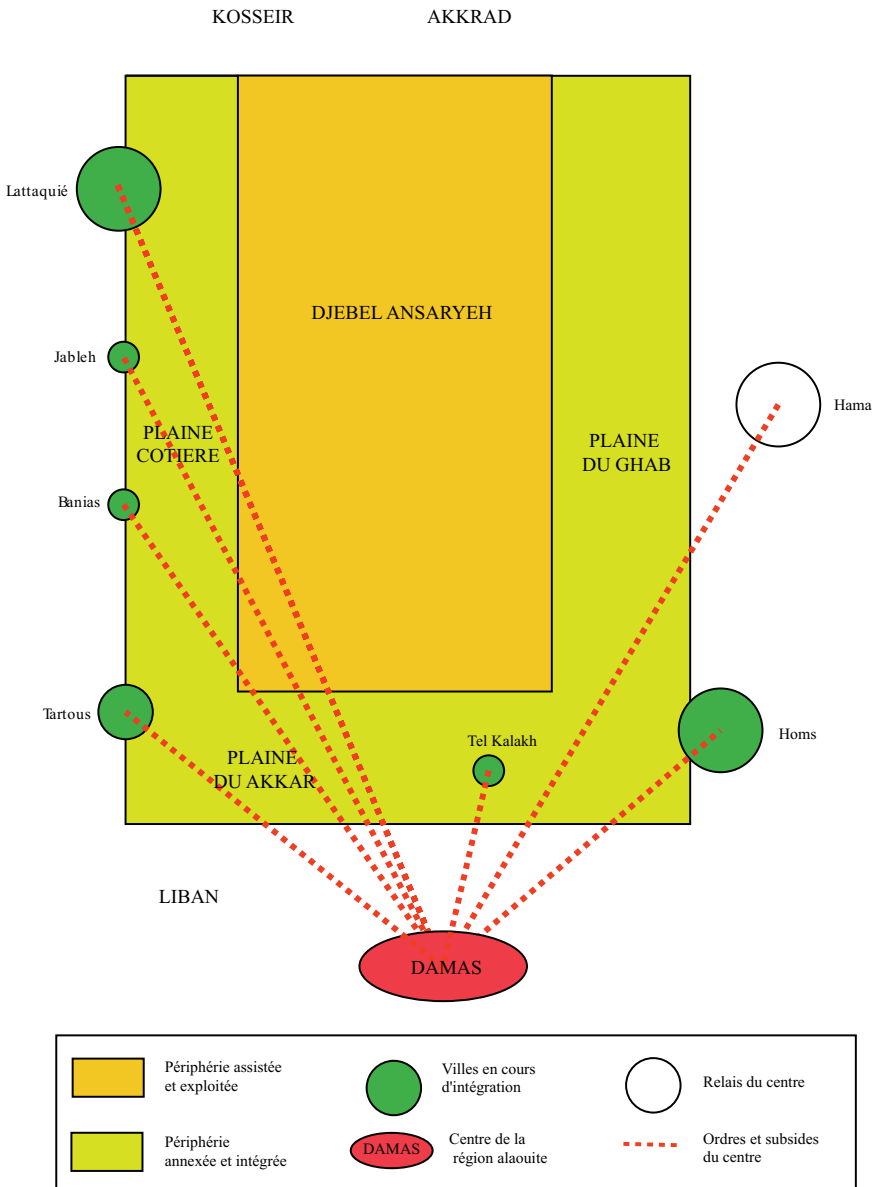 KOSSEIR AKKRAD
Lattaquié
DJEBEL ANSARYEH
Jableh
Hama
PLAINE
COTIERE
PLAINE
DU GHAB
Banias
Tartous
Homs
Tel Kalakh
PLAINE
DU AKKAR
LIBAN
DAMAS
Périphérie assistée
et exploitée
Villes en cours
d'intégration
Relais du centre
Périphérie
annexée et intégrée
DAMAS
Centre de la
région alaouite
Ordres et subsides
du centre